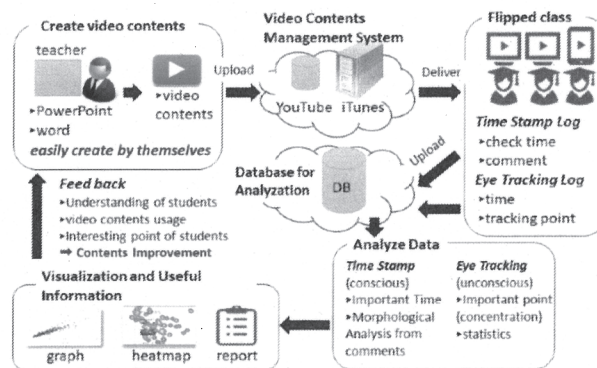 Create video contents
teacher
▸PowerPoint
▸word
▸video
contents
easily create by themselves
Upload
Video Contents
Management System
YouTube iTunes
Deliver
Flipped class
Time Stamp Log
▸check time
▸comment
Eye Tracking Log
▸time
▸tracking point
Upload
Database for
Analyzation
DB
Analyze Data
Time Stamp
(conscious)
▸Important Time
▸Morphological
Analysis from
comments
Eye Tracking
(unconscious)
▸Important point
(concentration)
▸statistics
Feed back
▸Understanding of students
▸video contents usage
▸Interesting point of students
➡ Contents Improvement
Visualization and Useful
Information
graph
heatmap
report